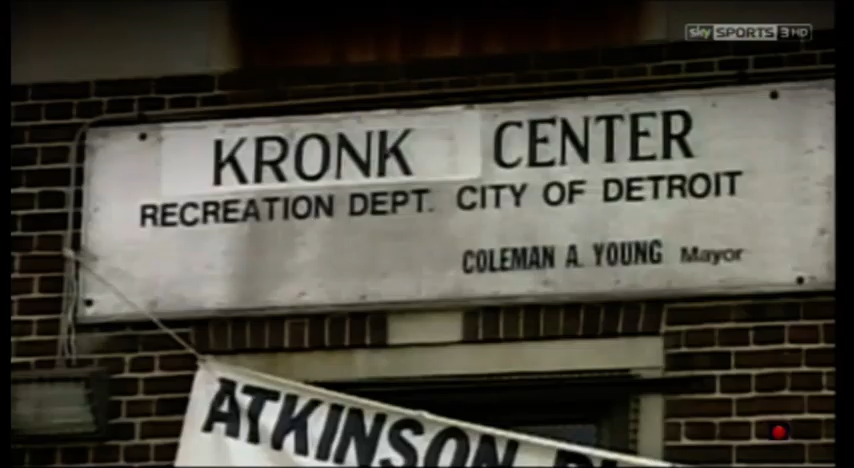 sky SPORTS 3 HD
KRONK CENTER
RECREATION DEPT. CITY OF DETROIT
COLEMAN A. YOUNG Mayor
ATKINSON